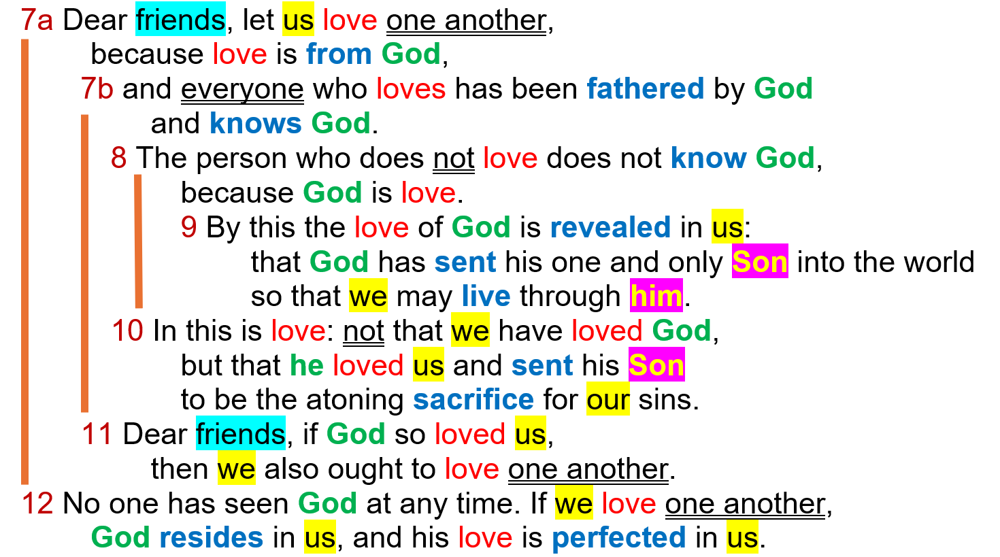 7a Dear friends, let us love one another,
because love is from God,
7b and everyone who loves has been fathered by God
and knows God.
8 The person who does not love does not know God,
because God is love.
9 By this the love of God is revealed in us:
that God has sent his one and only Son into the world
so that we may live through him.
10 In this is love: not that we have loved God,
but that he loved us and sent his Son
to be the atoning sacrifice for our sins.
11 Dear friends, if God so loved us,
then we also ought to love one another.
12 No one has seen God at any time. If we love one another,
God resides in us, and his love is perfected in us.